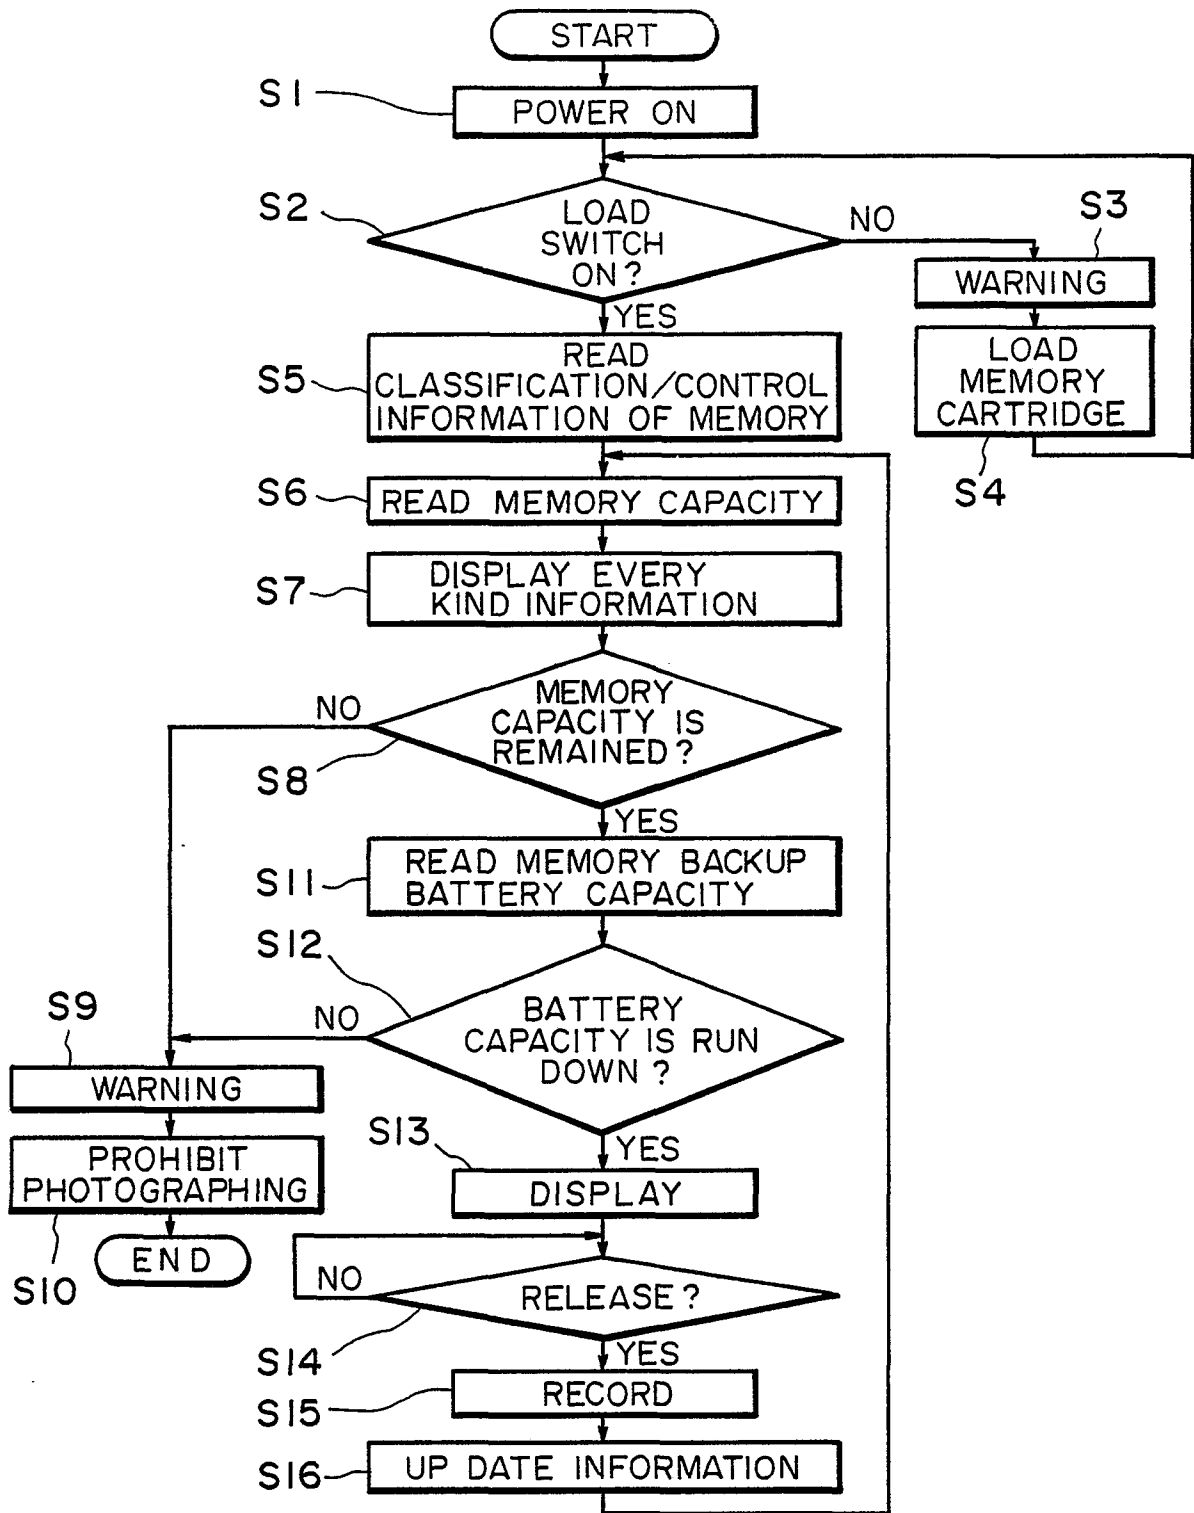 START
S1
POWER ON
S2
LOAD
SWITCH
ON?
NO
S3
WARNING
YES
LOAD
MEMORY
CARTRIDGE
S4
S5
READ
CLASSIFICATION/CONTROL
INFORMATION OF MEMORY
S6
READ MEMORY CAPACITY
S7
DISPLAY EVERY
KIND INFORMATION
NO
MEMORY
CAPACITY IS
REMAINED?
S8
YES
S11
READ MEMORY BACKUP
BATTERY CAPACITY
S12
S9
NO
BATTERY
CAPACITY IS RUN
DOWN?
WARNING
S13
YES
PROHIBIT
PHOTOGRAPHING
DISPLAY
END
S10
NO
RELEASE?
S14
YES
S15
RECORD
S16
UP DATE INFORMATION